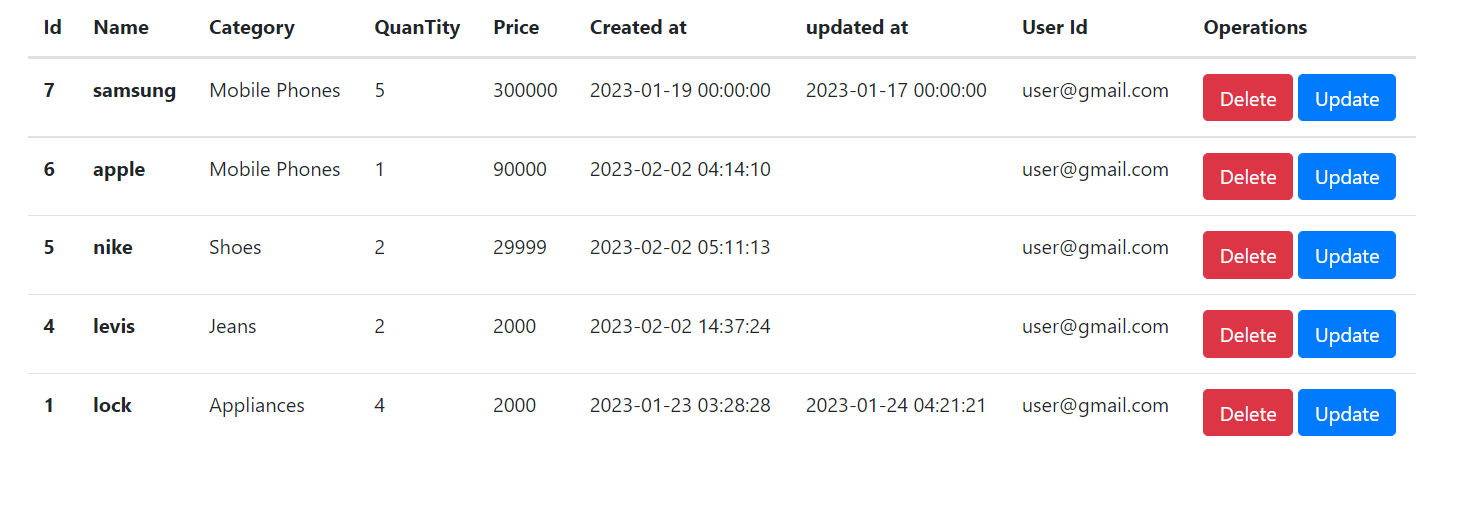 Id Name Category QuanTity Price Created at updated at User Id Operations
7 samsung Mobile Phones 5 300000 2023-01-19 00:00:00 2023-01-17 00:00:00 user@gmail.com Delete Update
6 apple Mobile Phones 1 90000 2023-02-02 04:14:10 user@gmail.com Delete Update
5 nike Shoes 2 29999 2023-02-02 05:11:13 user@gmail.com Delete Update
4 levis Jeans 2 2000 2023-02-02 14:37:24 user@gmail.com Delete Update
1 lock Appliances 4 2000 2023-01-23 03:28:28 2023-01-24 04:21:21 user@gmail.com Delete Update